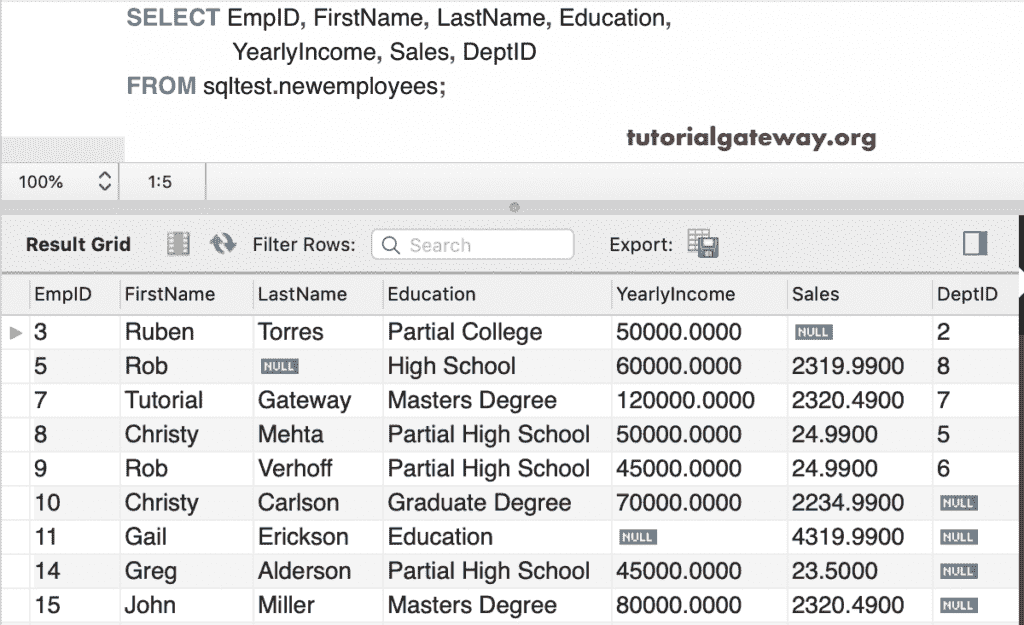 SELECT EmpID, FirstName, LastName, Education,
YearlyIncome, Sales, DeptID
FROM sqltest.newemployees;
tutorialgateway.org
100% 1:5
Result Grid Filter Rows: Search Export:
EmpID FirstName LastName Education YearlyIncome Sales DeptID
3 Ruben Torres Partial College 50000.0000 NULL 2
5 Rob NULL High School 60000.0000 2319.9900 8
7 Tutorial Gateway Masters Degree 120000.0000 2320.4900 7
8 Christy Mehta Partial High School 50000.0000 24.9900 5
9 Rob Verhoff Partial High School 45000.0000 24.9900 6
10 Christy Carlson Graduate Degree 70000.0000 2234.9900 NULL
11 Gail Erickson Education NULL 4319.9900 NULL
14 Greg Alderson Partial High School 45000.0000 23.5000 NULL
15 John Miller Masters Degree 80000.0000 2320.4900 NULL